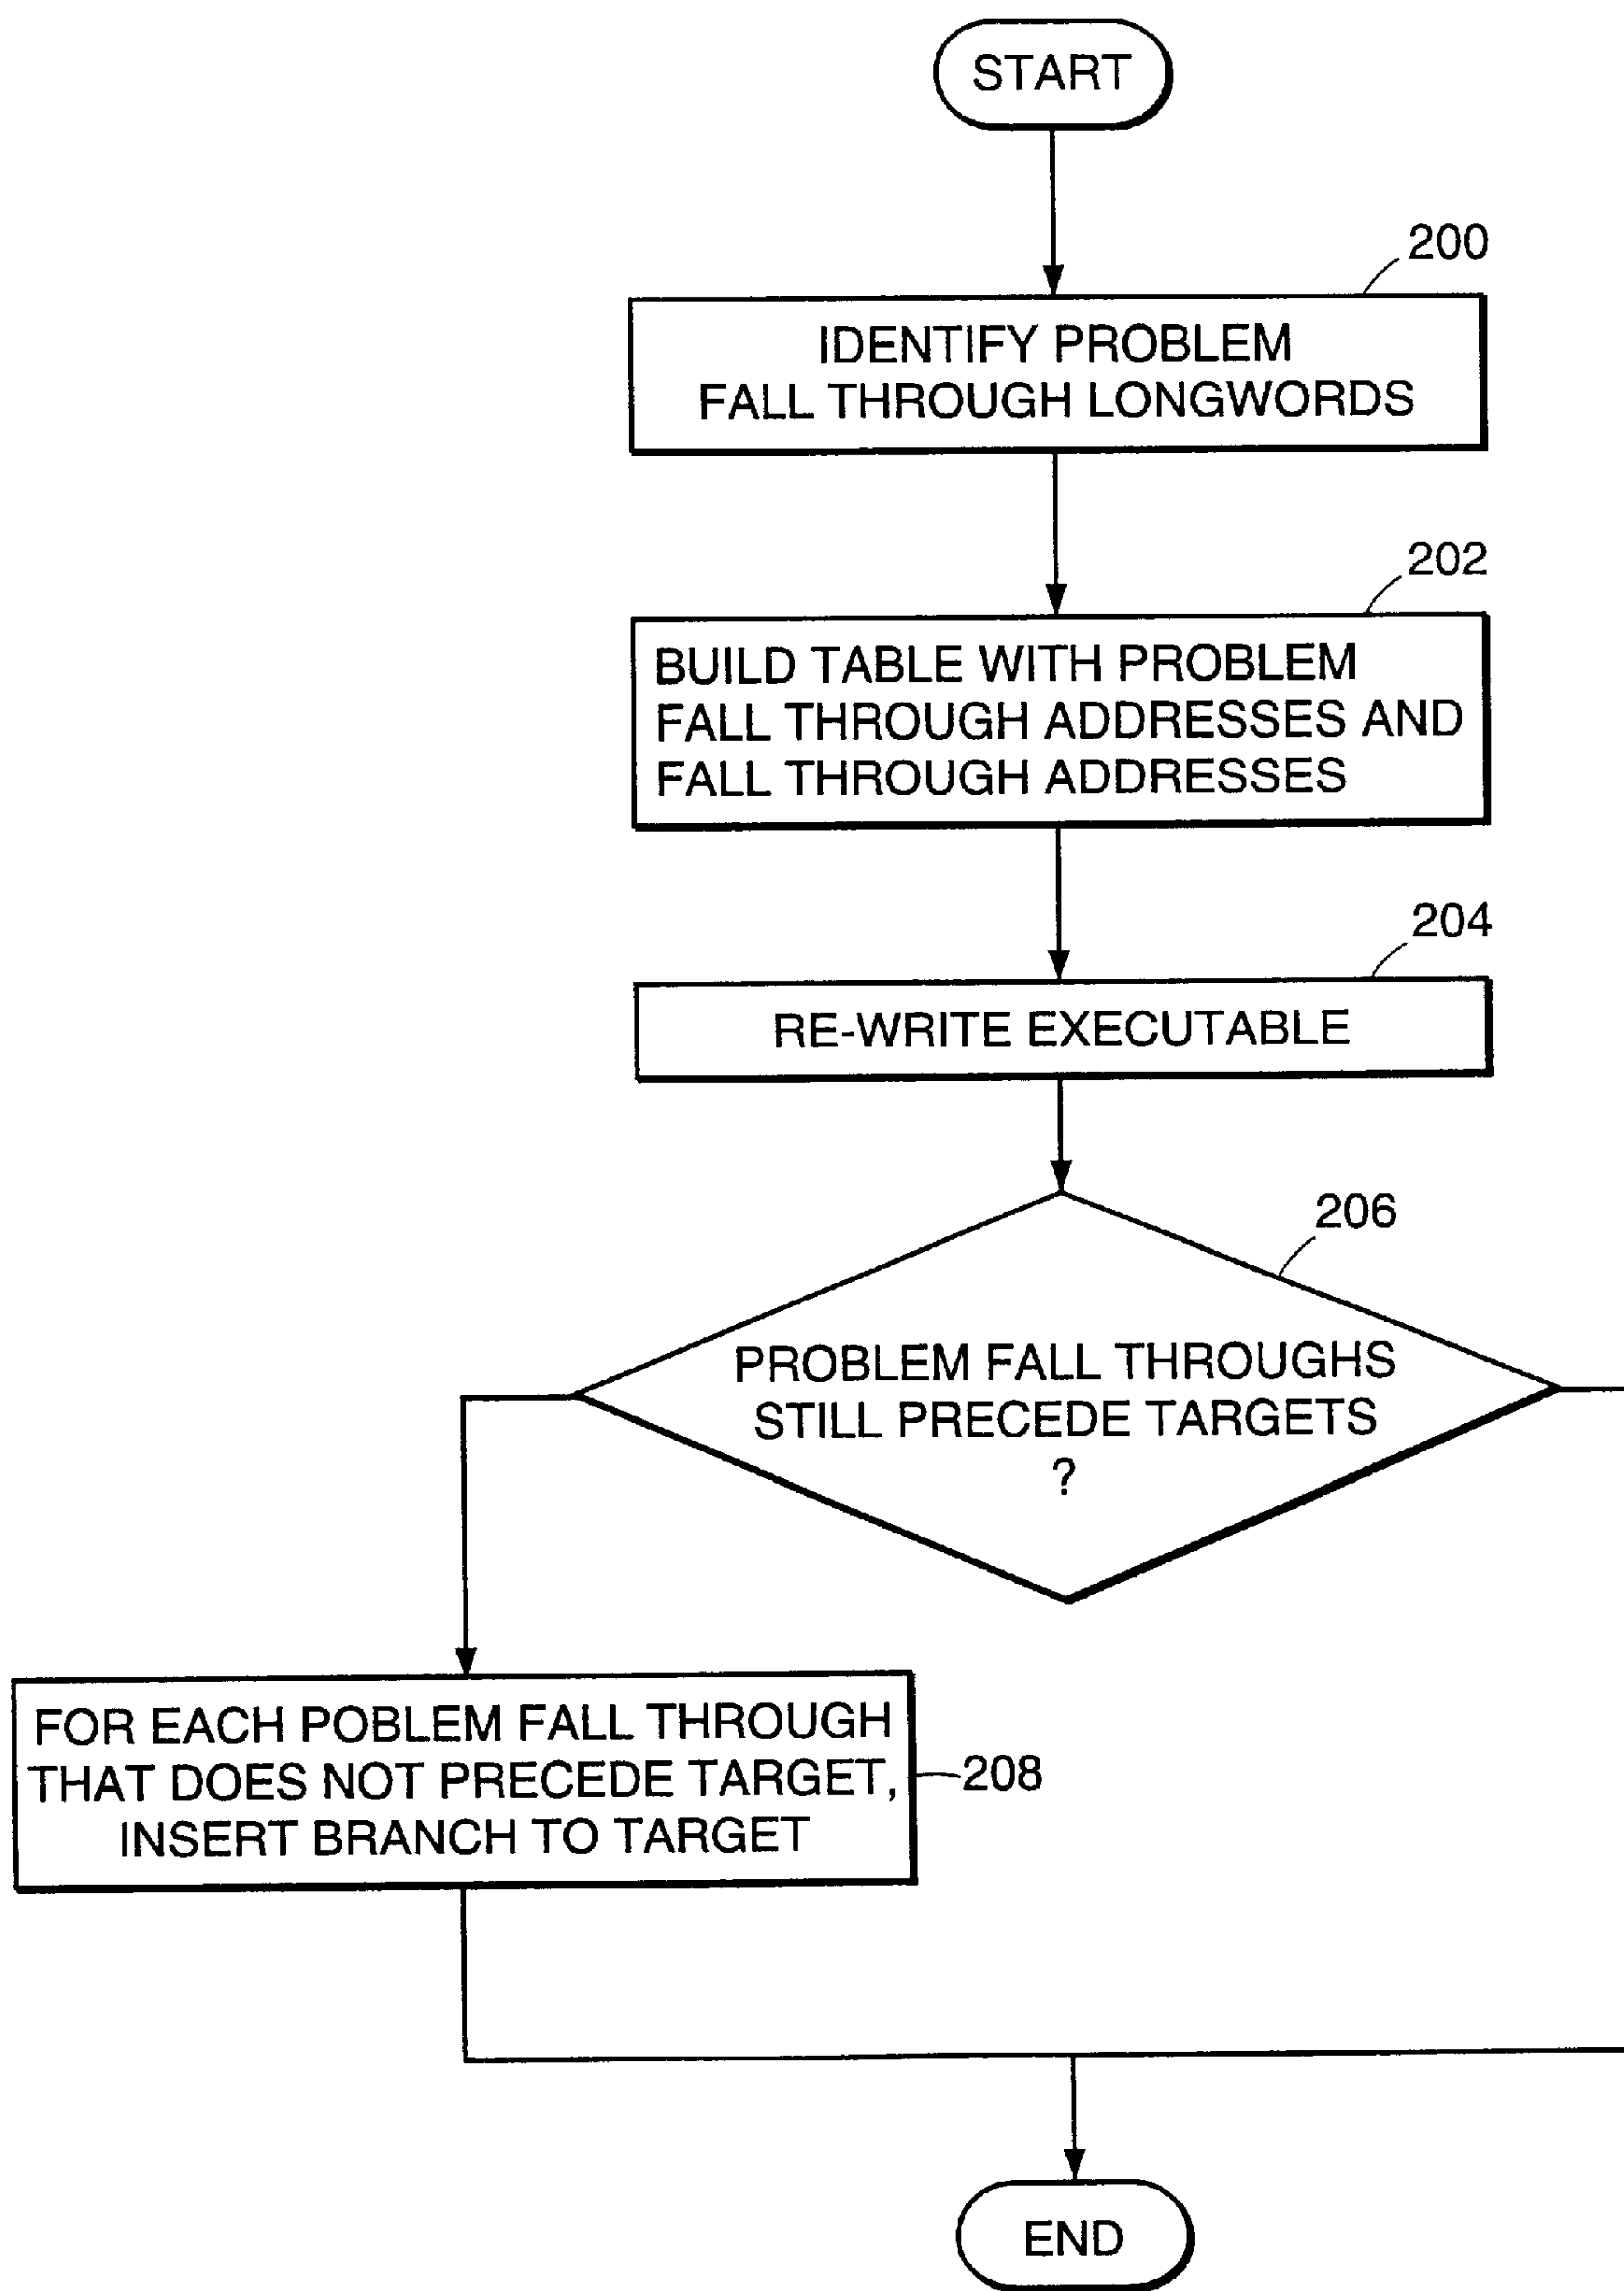 START
200
IDENTIFY PROBLEM
FALL THROUGH LONGWORDS
202
BUILD TABLE WITH PROBLEM
FALL THROUGH ADDRESSES AND
FALL THROUGH ADDRESSES
204
RE-WRITE EXECUTABLE
206
PROBLEM FALL THROUGHS
STILL PRECEDE TARGETS
?
FOR EACH POBLEM FALL THROUGH
THAT DOES NOT PRECEDE TARGET,
INSERT BRANCH TO TARGET
208
END